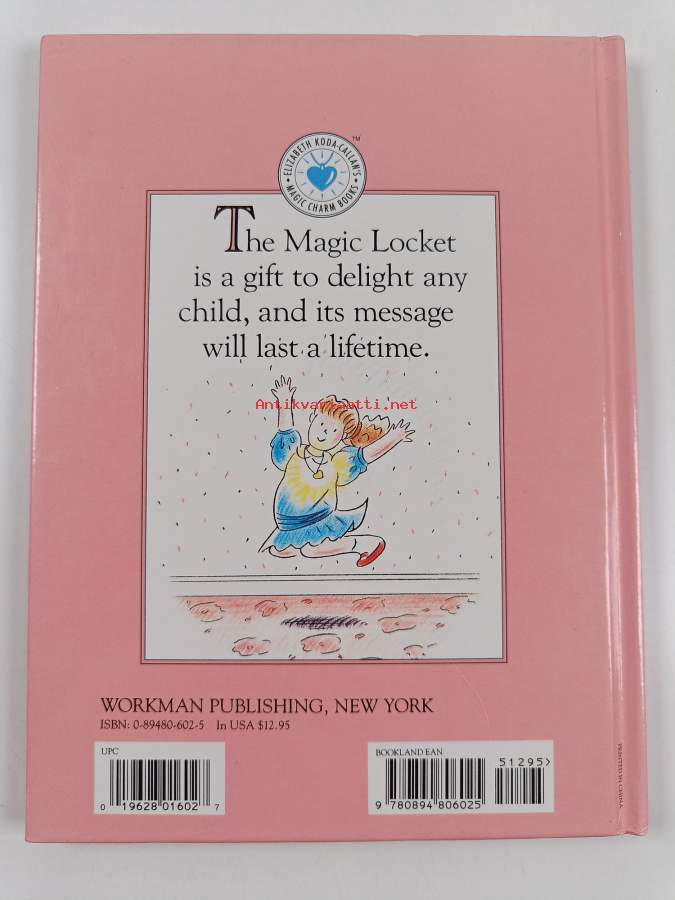 • ELIZABETH KODA-CALLAN'S •
MAGIC CHARM BOOKS
™
The Magic Locket
is a gift to delight any
child, and its message
will last a lifetime.
Antikvariaatti.net
WORKMAN PUBLISHING, NEW YORK
ISBN: 0-89480-602-5 In USA $12.95
UPC
0 19628 01602 7
BOOKLAND EAN
51295>
9 780894 806025
PRINTED IN CHINA